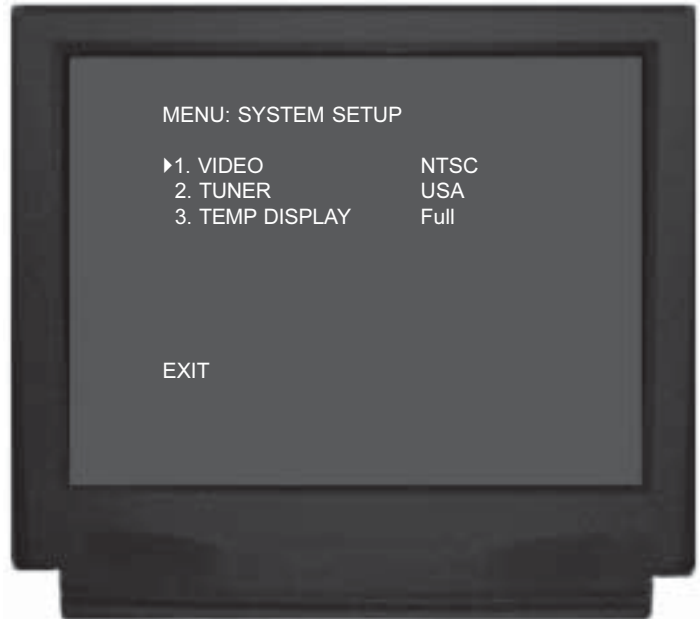 MENU: SYSTEM SETUP
▶1. VIDEO NTSC
2. TUNER USA
3. TEMP DISPLAY Full
EXIT